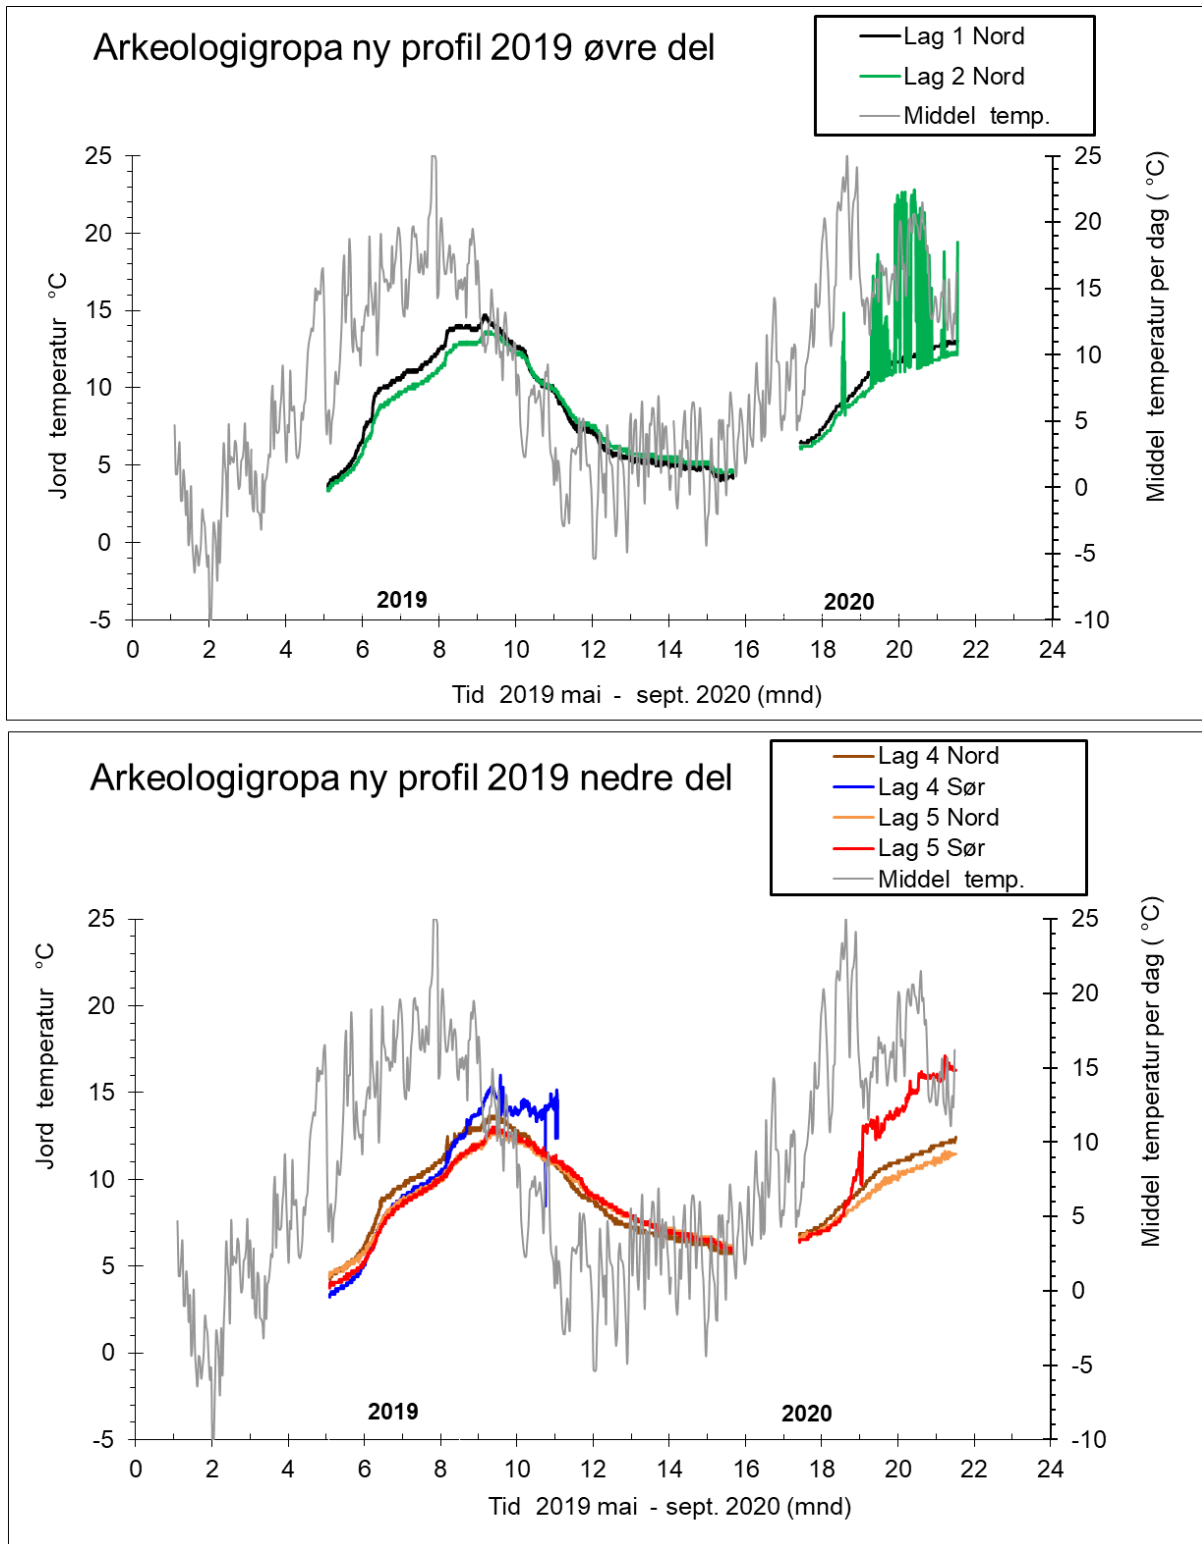 Arkeologigropa ny profil 2019 øvre del
Lag 1 Nord
Lag 2 Nord
Middel temp.
Jord temperatur °C
Middel temperatur per dag ( °C)
25
20
15
10
5
0
-5
25
20
15
10
5
0
-5
-10
2019
2020
0 2 4 6 8 10 12 14 16 18 20 22 24
Tid 2019 mai - sept. 2020 (mnd)
Arkeologigropa ny profil 2019 nedre del
Lag 4 Nord
Lag 4 Sør
Lag 5 Nord
Lag 5 Sør
Middel temp.
Jord temperatur °C
Middel temperatur per dag ( °C)
25
20
15
10
5
0
-5
25
20
15
10
5
0
-5
-10
2019
2020
0 2 4 6 8 10 12 14 16 18 20 22 24
Tid 2019 mai - sept. 2020 (mnd)